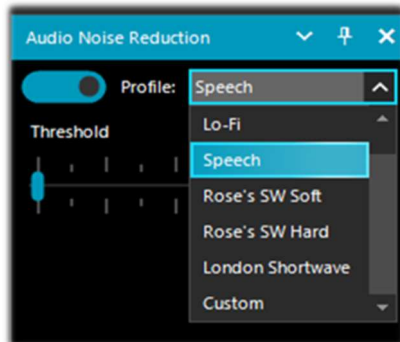 Audio Noise Reduction
Profile: Speech
Threshold
Lo-Fi
Speech
Rose's SW Soft
Rose's SW Hard
London Shortwave
Custom